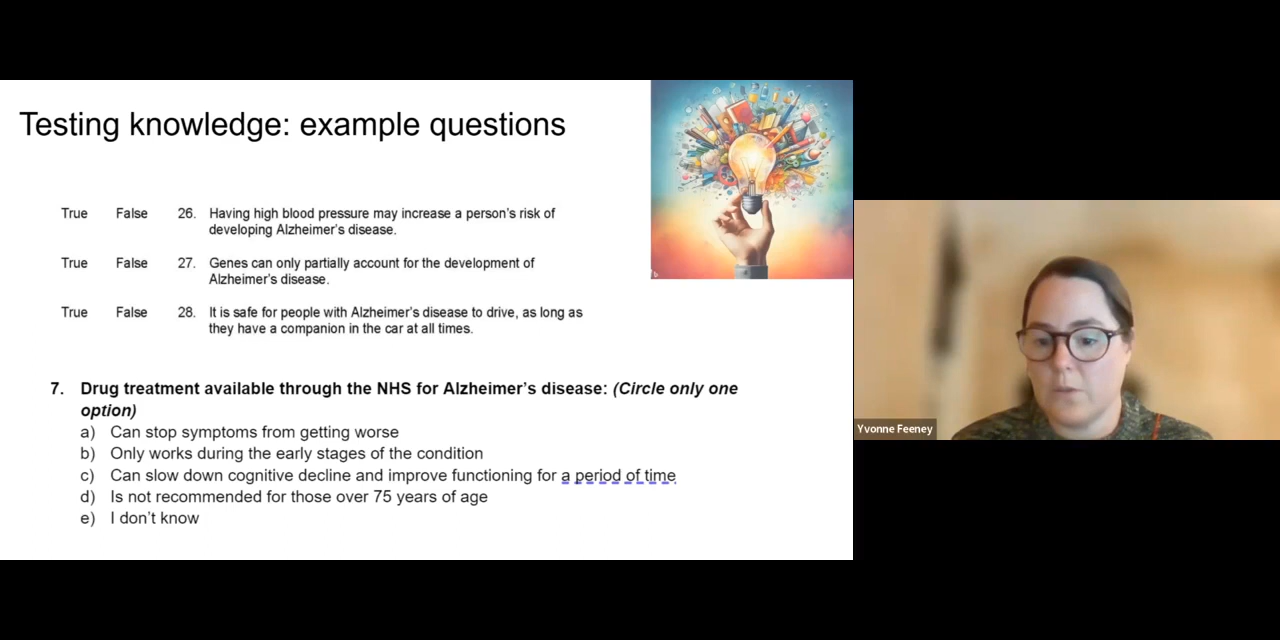 Testing knowledge: example questions
True False 26. Having high blood pressure may increase a person's risk of
developing Alzheimer's disease.
True False 27. Genes can only partially account for the development of
Alzheimer's disease.
True False 28. It is safe for people with Alzheimer's disease to drive, as long as
they have a companion in the car at all times.
7. Drug treatment available through the NHS for Alzheimer's disease: (Circle only one
option)
a) Can stop symptoms from getting worse
b) Only works during the early stages of the condition
c) Can slow down cognitive decline and improve functioning for a period of time
d) Is not recommended for those over 75 years of age
e) I don't know
Yvonne Feeney